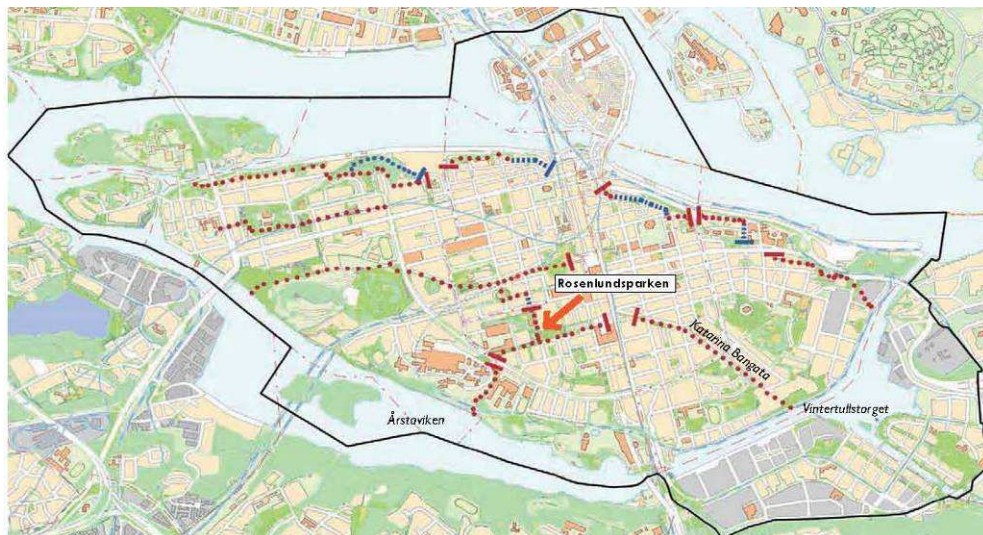 Rosenlundsparken
Katarina Bangata
Vintertullstorget
Årstaviken